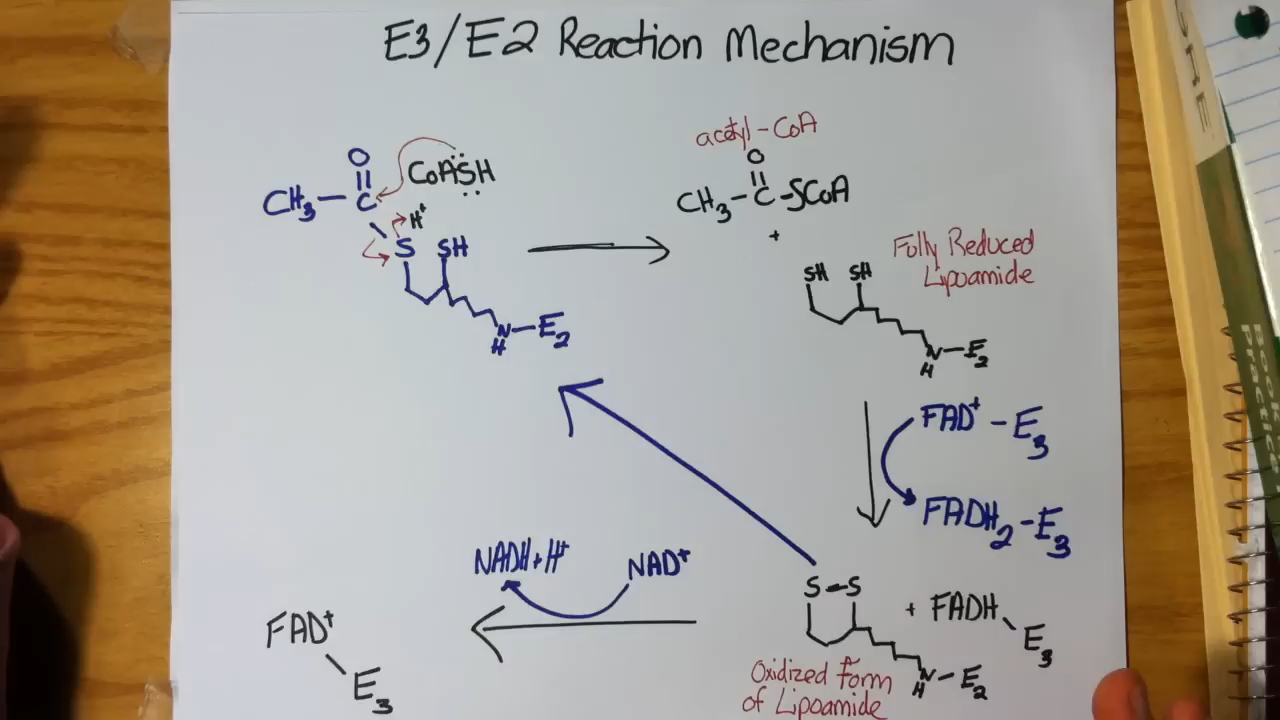 E3/E2 Reaction Mechanism
acetyl-CoA
O
CoASH
CH3-C
H+
S SH
N-E2
H
O
CH3-C-SCoA
+
Fully Reduced
Lipoamide
SH SH
N-E2
H
FAD+-E3
FADH2-E3
NADH+H+
NAD+
S-S
+ FADH
E3
N-E2
H
Oxidized Form
of Lipoamide
FAD+
E3